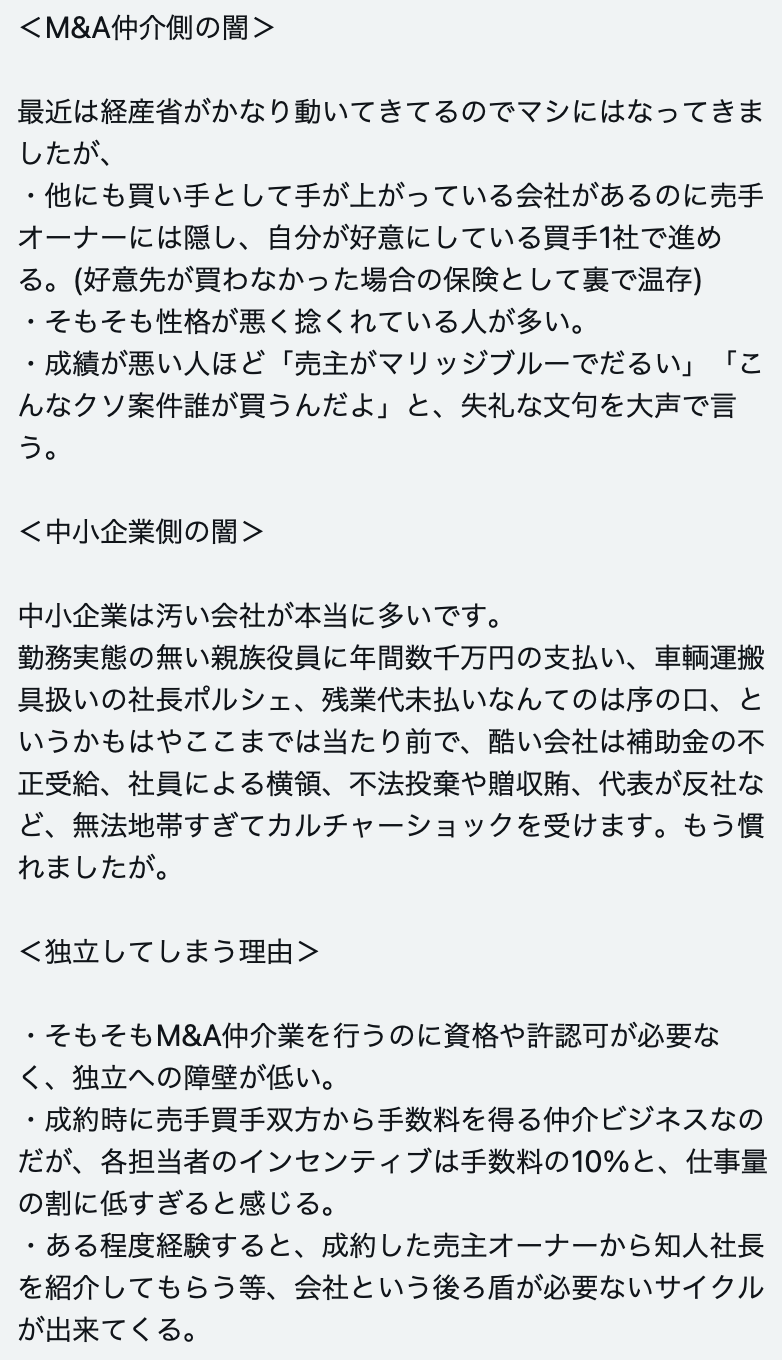 ＜M&A仲介側の闇＞
最近は経産省がかなり動いてきてるのでマシにはなってきま
したが、
・他にも買い手として手が上がっている会社があるのに売手
オーナーには隠し、自分が好意にしている買手1社で進め
る。(好意先が買わなかった場合の保険として裏で温存)
・そもそも性格が悪く捻くれている人が多い。
・成績が悪い人ほど「売主がマリッジブルーでだるい」「こ
んなクソ案件誰が買うんだよ」と、失礼な文句を大声で言
う。
＜中小企業側の闇＞
中小企業は汚い会社が本当に多いです。
勤務実態の無い親族役員に年間数千万円の支払い、車輌運搬
具扱いの社長ポルシェ、残業代未払いなんてのは序の口、と
いうかもはやここまでは当たり前で、酷い会社は補助金の不
正受給、社員による横領、不法投棄や贈収賄、代表が反社な
ど、無法地帯すぎてカルチャーショックを受けます。もう慣
れましたが。
＜独立してしまう理由＞
・そもそもM&A仲介業を行うのに資格や許認可が必要な
く、独立への障壁が低い。
・成約時に売手買手双方から手数料を得る仲介ビジネスなの
だが、各担当者のインセンティブは手数料の10%と、仕事量
の割に低すぎると感じる。
・ある程度経験すると、成約した売主オーナーから知人社長
を紹介してもらう等、会社という後ろ盾が必要ないサイクル
が出来てくる。